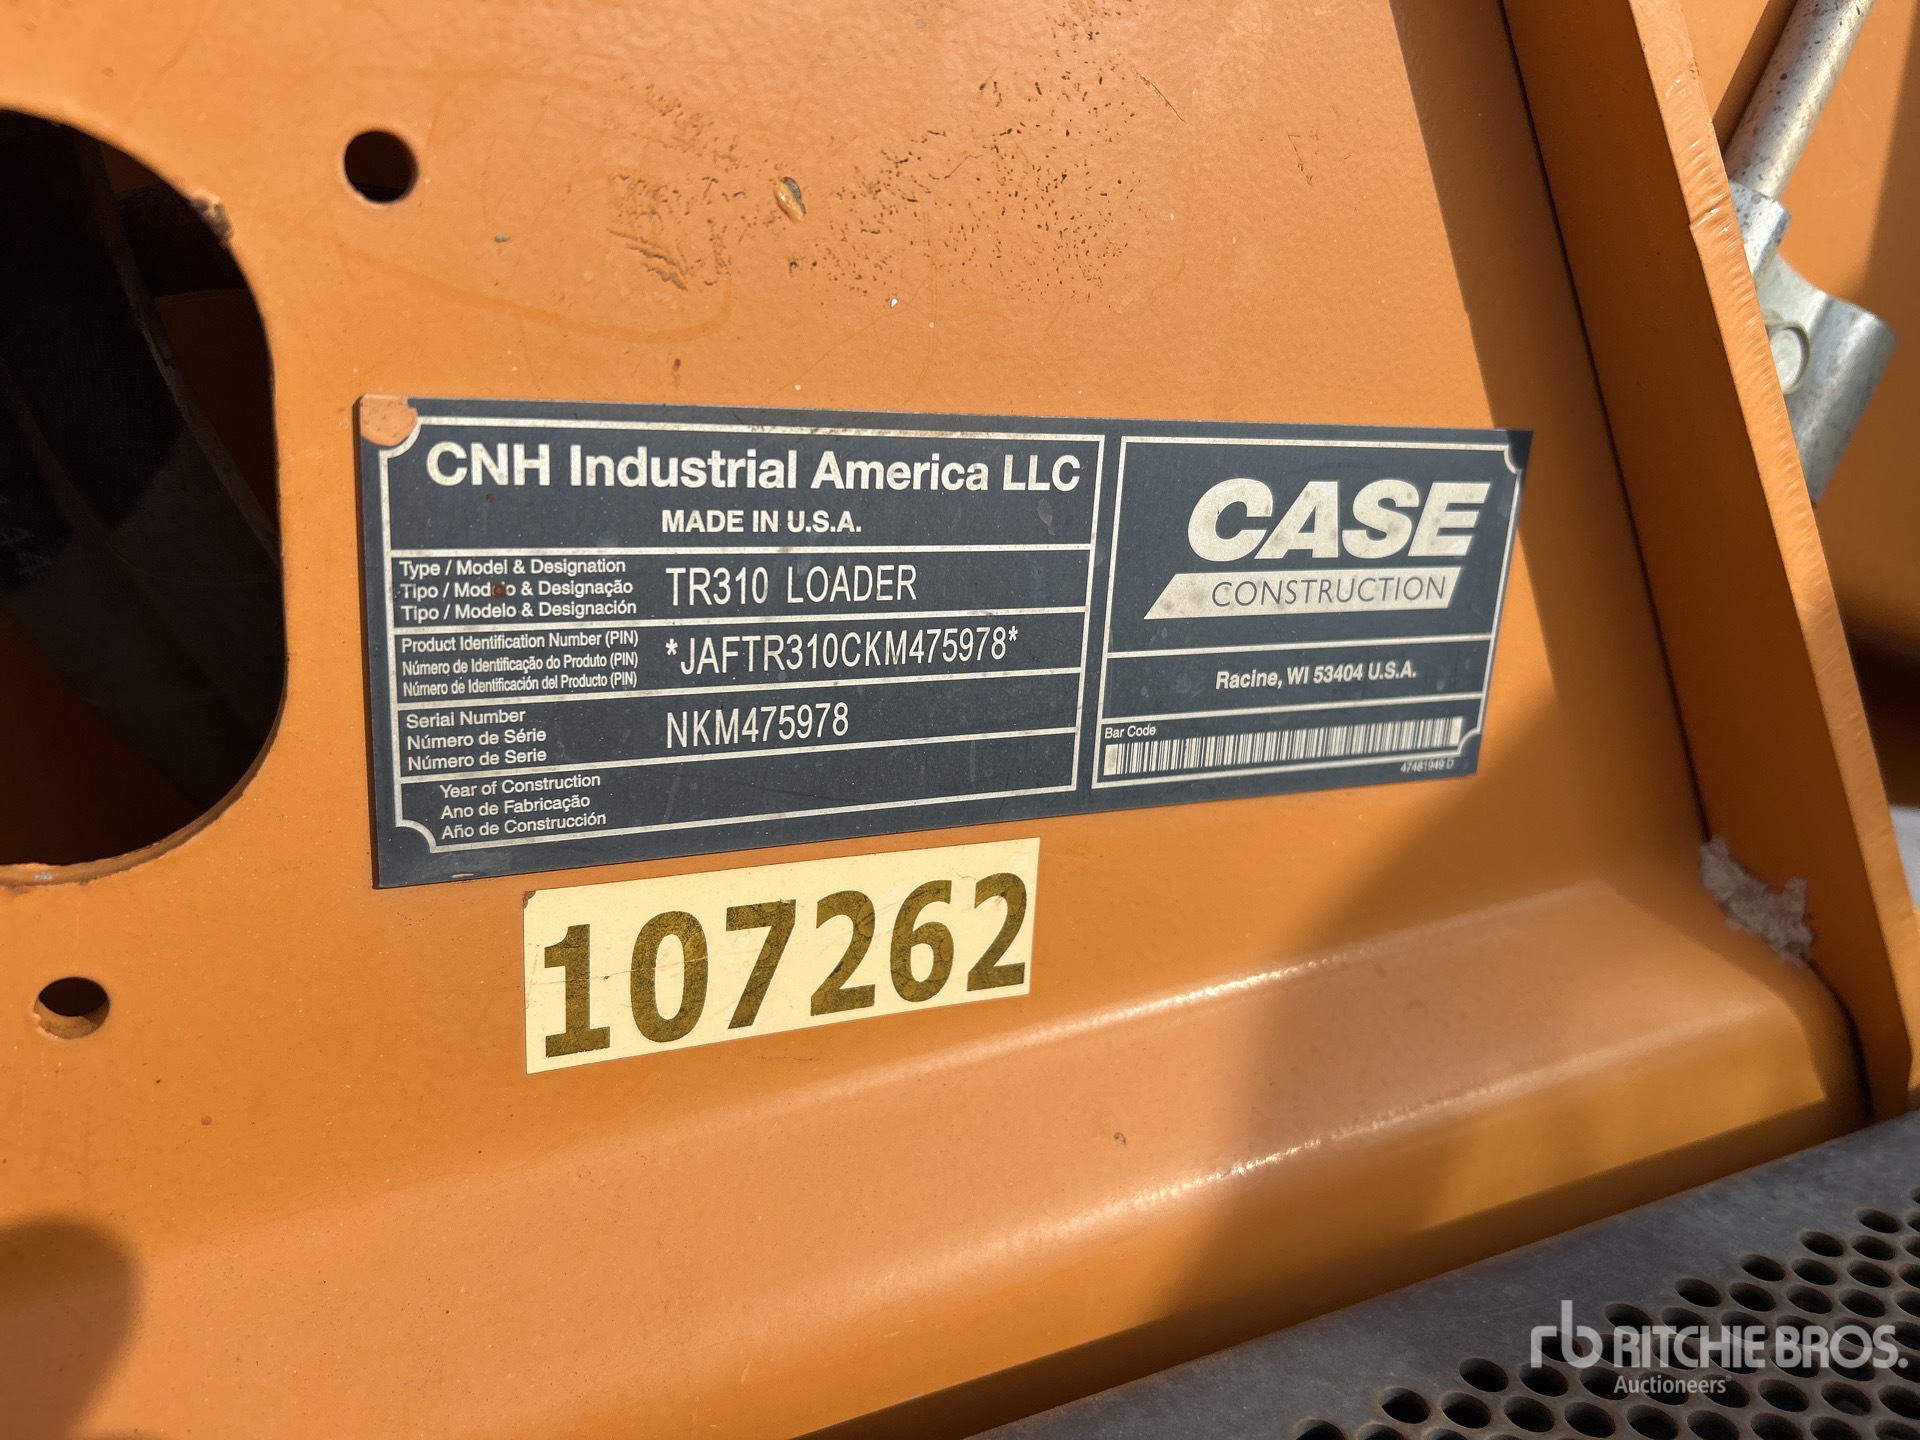 CNH Industrial America LLC
MADE IN U.S.A.
Type / Model & Designation
Tipo / Modelo & Designação
Tipo / Modelo & Designación
TR310 LOADER
Product Identification Number (PIN)
Número de Identificação do Produto (PIN)
Número de Identificación del Producto (PIN)
*JAFTR310CKM475978*
Serial Number
Número de Série
Número de Serie
NKM475978
Year of Construction
Ano de Fabricação
Año de Construcción
CASE
CONSTRUCTION
Racine, WI 53404 U.S.A.
Bar Code
47481949 D
107262
rb RITCHIE BROS.
Auctioneers